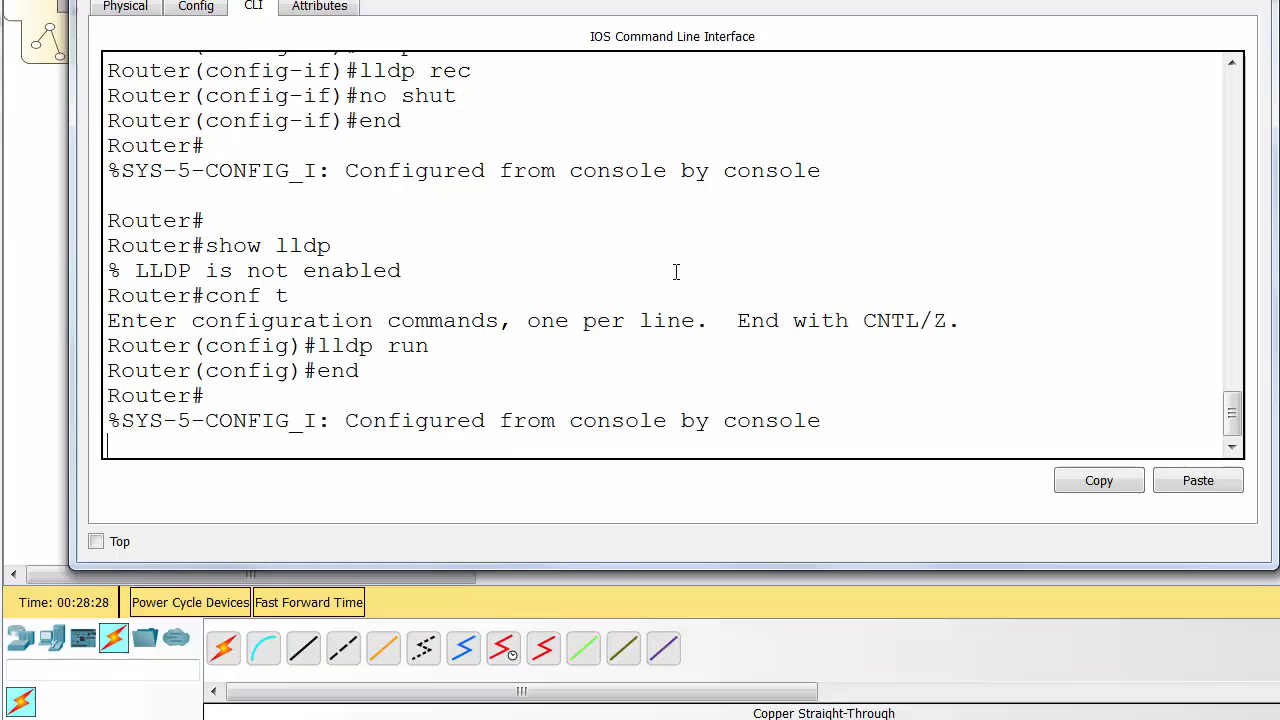 Physical
Config
CLI
Attributes
IOS Command Line Interface
Router(config-if)#lldp rec
Router(config-if)#no shut
Router(config-if)#end
Router#
%SYS-5-CONFIG_I: Configured from console by console
Router#
Router#show lldp
% LLDP is not enabled
Router#conf t
Enter configuration commands, one per line.  End with CNTL/Z.
Router(config)#lldp run
Router(config)#end
Router#
%SYS-5-CONFIG_I: Configured from console by console
Copy
Paste
Top
Time: 00:28:28
Power Cycle Devices
Fast Forward Time
Copper Straight-Through